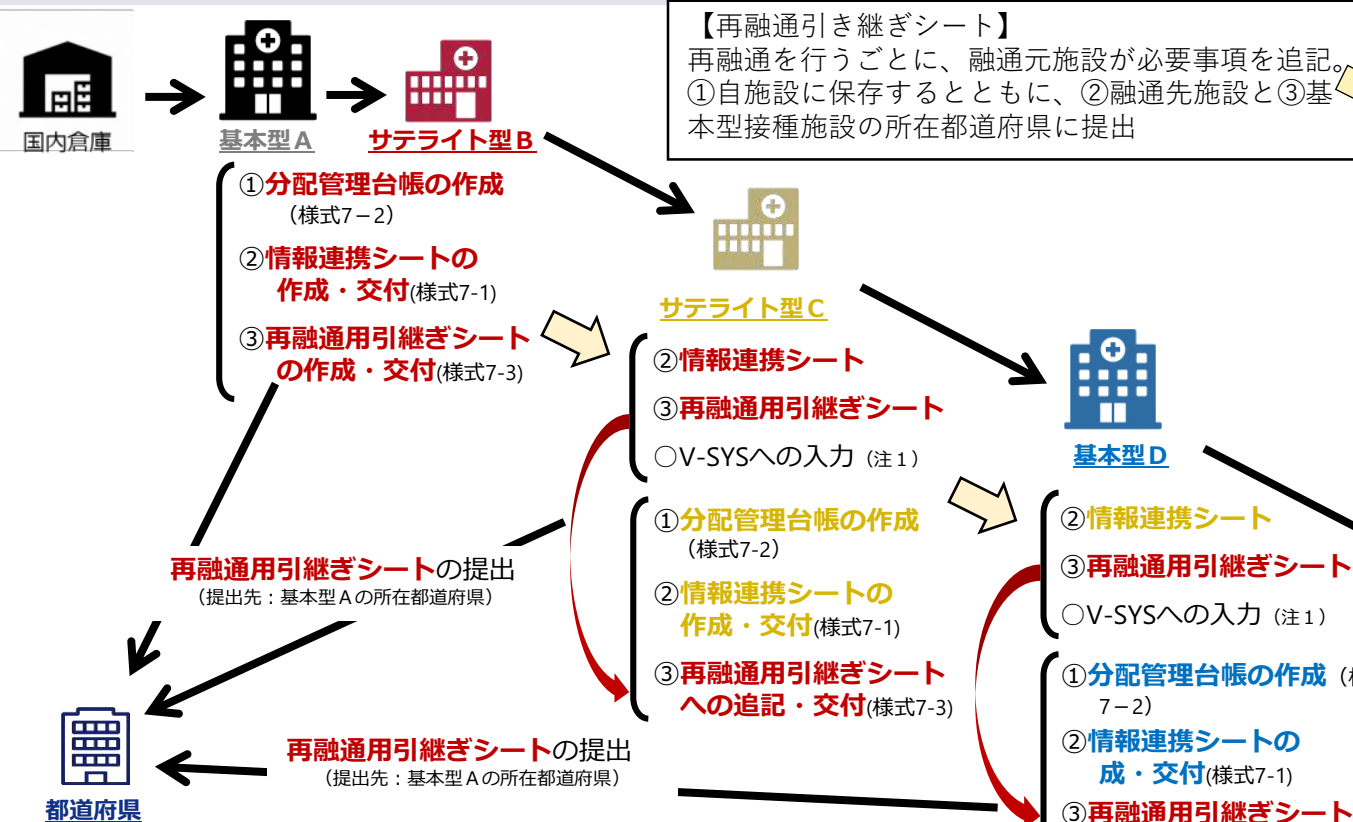 【再融通引き継ぎシート】
再融通を行うごとに、融通元施設が必要事項を追記。
①自施設に保存するとともに、②融通先施設と③基
本型接種施設の所在都道府県に提出
国内倉庫
基本型A
サテライト型B
①分配管理台帳の作成
（様式7－2）
②情報連携シートの
作成・交付(様式7-1)
③再融通用引継ぎシート
の作成・交付(様式7-3)
サテライト型C
②情報連携シート
③再融通用引継ぎシート
○V-SYSへの入力（注１）
①分配管理台帳の作成
（様式7-2）
②情報連携シートの
作成・交付(様式7-1)
③再融通用引継ぎシート
への追記・交付(様式7-3)
基本型D
②情報連携シート
③再融通用引継ぎシート
○V-SYSへの入力（注１）
①分配管理台帳の作成（
7－2）
②情報連携シートの
成・交付(様式7-1)
③再融通用引継ぎシート
再融通用引継ぎシートの提出
（提出先：基本型Aの所在都道府県）
再融通用引継ぎシートの提出
（提出先：基本型Aの所在都道府県）
都道府県